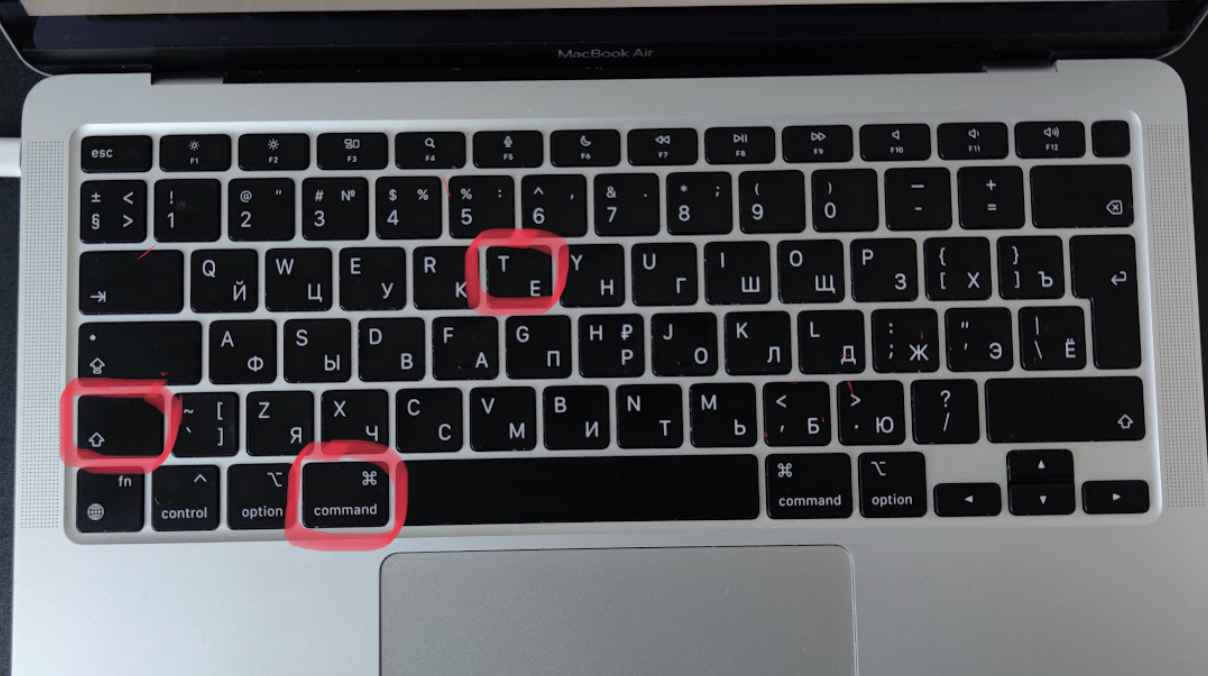 MacBook Air
esc F1 F2 F3 F4 F5 F6 F7 F8 F9 F10 F11 F12
± < ! @ " # № $ % % : ^ , & . * ; ( ) — +
§ > 1 2 3 4 5 6 7 8 9 0 - =
Q Й W Ц E У R К T Е Y Н U Г I Ш O Щ P З { [ Х } ] Ъ
A Ф S Ы D В F А G П H ₽ Р J О K Л L Д : ; Ж " ' Э | \ Ё
~ [ ` ] Z Я X Ч C С V М B И N Т M Ь < , Б > . Ю ? /
fn ^ ⌥ ⌘ ⌘ ⌥
control option command command option